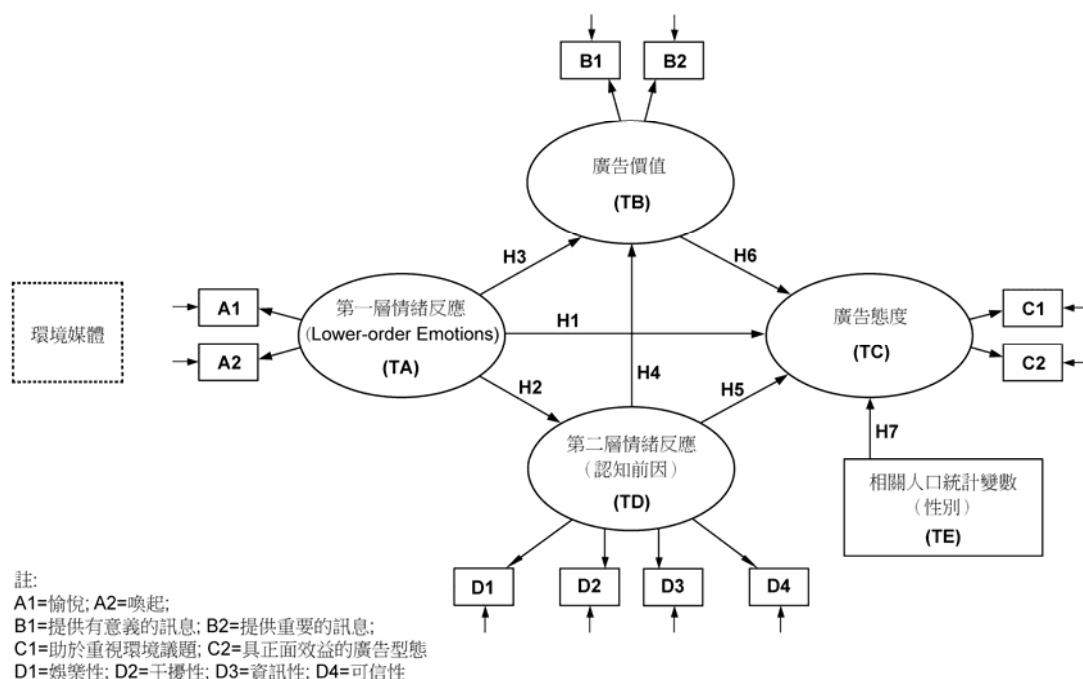 B1
B2
廣告價值
(TB)
H3
H6
環境媒體
A1
A2
第一層情緒反應
(Lower-order Emotions)
(TA)
H1
廣告態度
(TC)
C1
C2
H2
H4
H5
第二層情緒反應
（認知前因）
(TD)
H7
相關人口統計變數
（性別）
(TE)
D1
D2
D3
D4
註:
A1=愉悅; A2=喚起;
B1=提供有意義的訊息; B2=提供重要的訊息;
C1=助於重視環境議題; C2=具正面效益的廣告型態
D1=娛樂性; D2=干擾性; D3=資訊性; D4=可信性